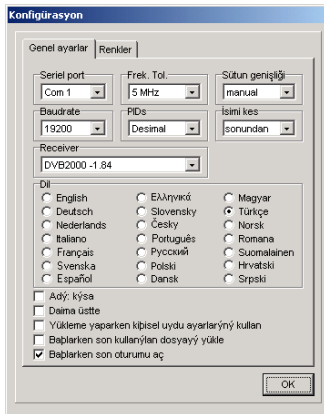 Konfigürasyon
Genel ayarlar Renkler
Seriel port Frek. Tol. Sütun genişliği
Com 1 5 MHz manual
Baudrate PIDs İsimi kes
19200 Desimal sonundan
Receiver
DVB2000 -1.84
Dil
English Ελληνικά Magyar
Deutsch Slovensky Türkçe
Nederlands Česky Norsk
Italiano Português Romana
Français Русский Suomalainen
Svenska Polski Hrvatski
Español Dansk Srpski
Adý: kýsa
Daima üstte
Yükleme yaparken kiþisel uydu ayarlarýný kullan
Baþlarken son kullanýlan dosyayý yükle
Baþlarken son oturumu aç
OK